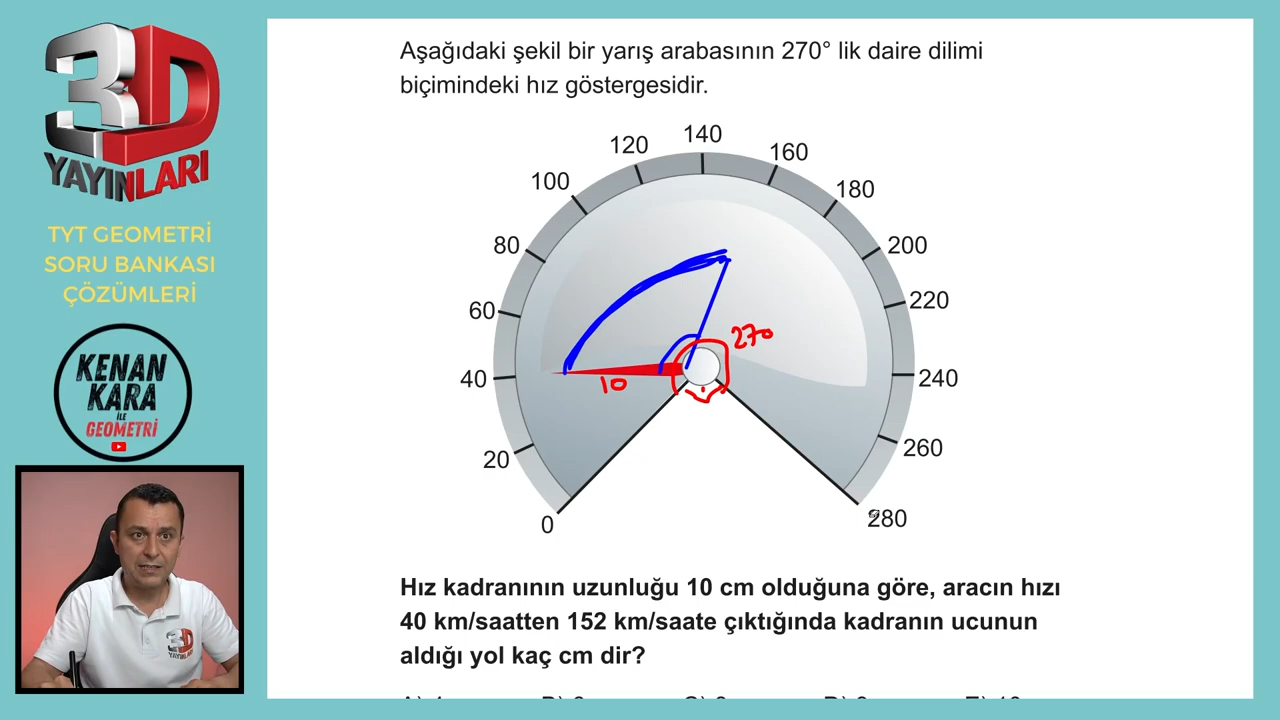 3D
YAYINLARI
TYT GEOMETRİ
SORU BANKASI
ÇÖZÜMLERİ
KENAN
KARA
İLE
GEOMETRİ
3D
YAYINLARI
Aşağıdaki şekil bir yarış arabasının 270° lik daire dilimi
biçimindeki hız göstergesidir.
0
20
40
60
80
100
120
140
160
180
200
220
240
260
280
270
10
Hız kadranının uzunluğu 10 cm olduğuna göre, aracın hızı
40 km/saatten 152 km/saate çıktığında kadranın ucunun
aldığı yol kaç cm dir?